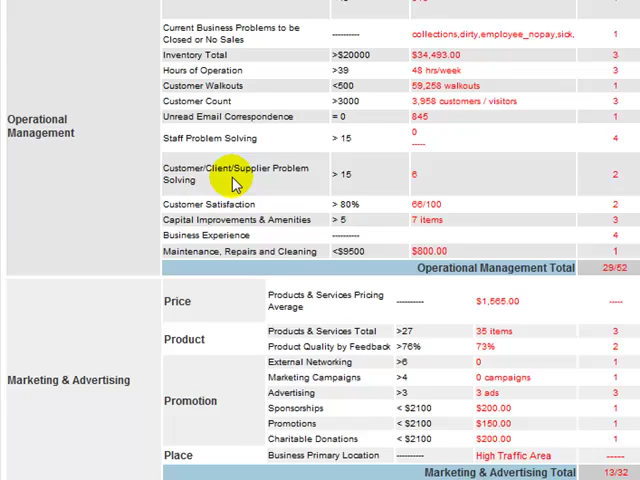 Current Business Problems to be
Closed or No Sales
----------
collections,dirty,employee_nopay,sick,
1
Inventory Total >$20000 $34,493.00 3
Hours of Operation >39 48 hrs/week 3
Customer Walkouts <500 59,258 walkouts 1
Customer Count >3000 3,958 customers / visitors 3
Unread Email Correspondence = 0 845 1
Operational
Management
Staff Problem Solving > 15 0 4
-----
Customer/Client/Supplier Problem
Solving
> 15 6 2
Customer Satisfaction > 80% 66/100 2
Capital Improvements & Amenities > 5 7 items 3
Business Experience ---------- 4
Maintenance, Repairs and Cleaning <$9500 $800.00 1
Operational Management Total 29/52
Marketing & Advertising
Price
Products & Services Pricing
Average
---------- $1,565.00 -----
Product
Products & Services Total >27 35 items 3
Product Quality by Feedback >76% 73% 2
Promotion
External Networking >6 0 1
Marketing Campaigns >4 0 campaigns 1
Advertising >3 3 ads 3
Sponsorships < $2100 $200.00 1
Promotions < $2100 $150.00 1
Charitable Donations < $2100 $200.00 1
Place Business Primary Location ---------- High Traffic Area -----
Marketing & Advertising Total 13/32